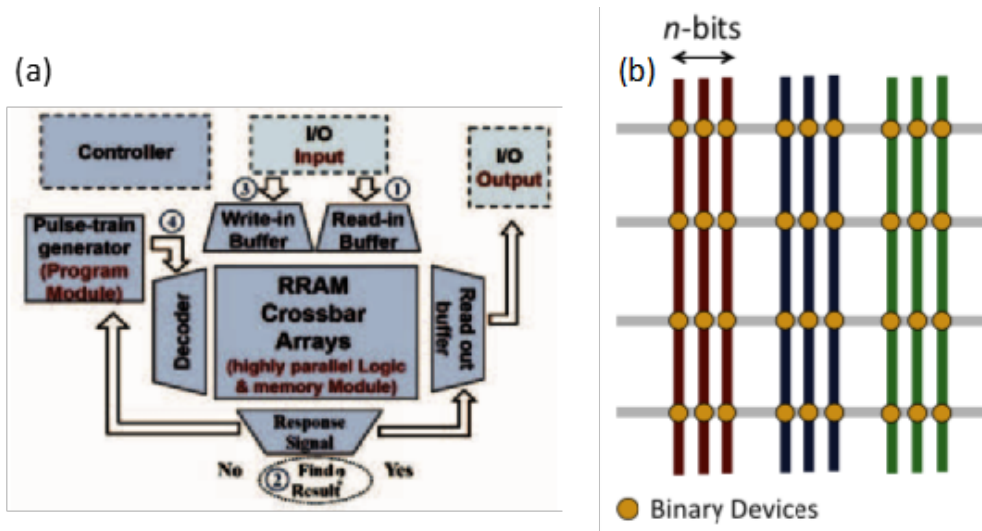 (a)
Controller
I/O
Input
I/O
Output
③
①
Write-in
Buffer
Read-in
Buffer
Pulse-train
generator
(Program
Module)
④
Decoder
RRAM
Crossbar
Arrays
(highly parallel Logic
& memory Module)
Read out
buffer
Response
Signal
No
② Find?
Result
Yes
n-bits
(b)
Binary Devices